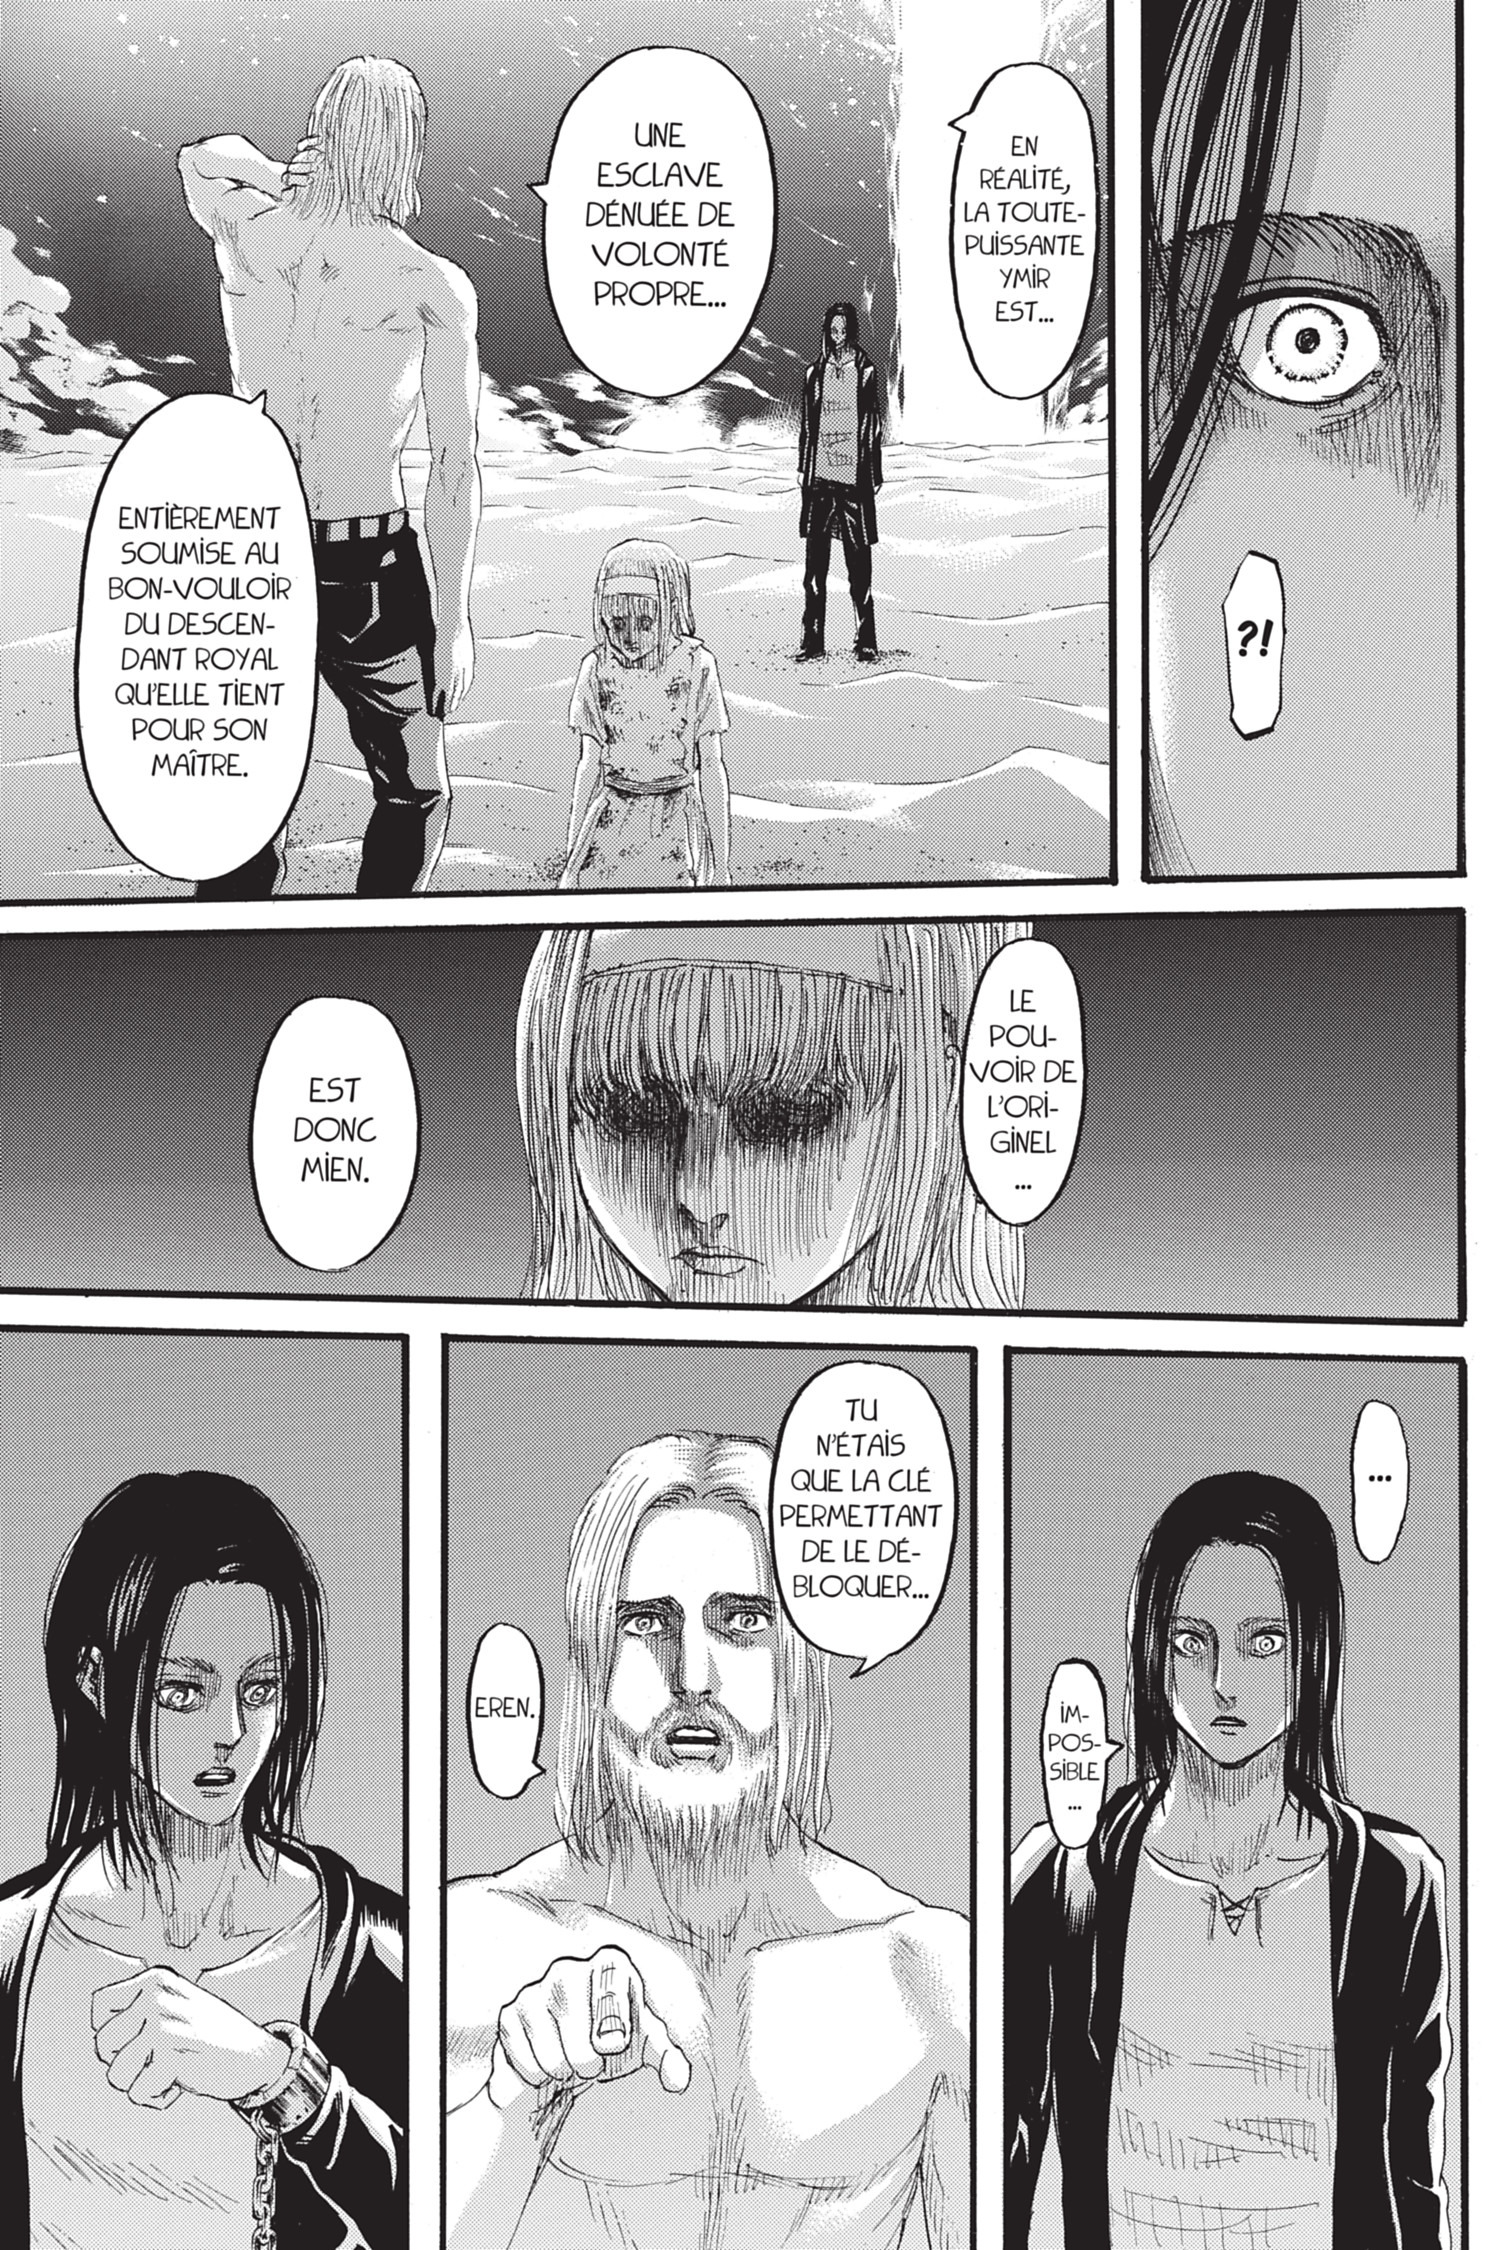 ?!
EN
RÉALITÉ,
LA TOUTE-
PUISSANTE
YMIR
EST...
UNE
ESCLAVE
DÉNUÉE DE
VOLONTÉ
PROPRE...
ENTIÈREMENT
SOUMISE AU
BON-VOULOIR
DU DESCEN-
DANT ROYAL
QU'ELLE TIENT
POUR SON
MAÎTRE.
LE
POU-
VOIR DE
L'ORI-
GINEL
...
EST
DONC
MIEN.
...
IM-
POS-
SIBLE
...
TU
N'ÉTAIS
QUE LA CLÉ
PERMETTANT
DE LE DÉ-
BLOQUER...
EREN.